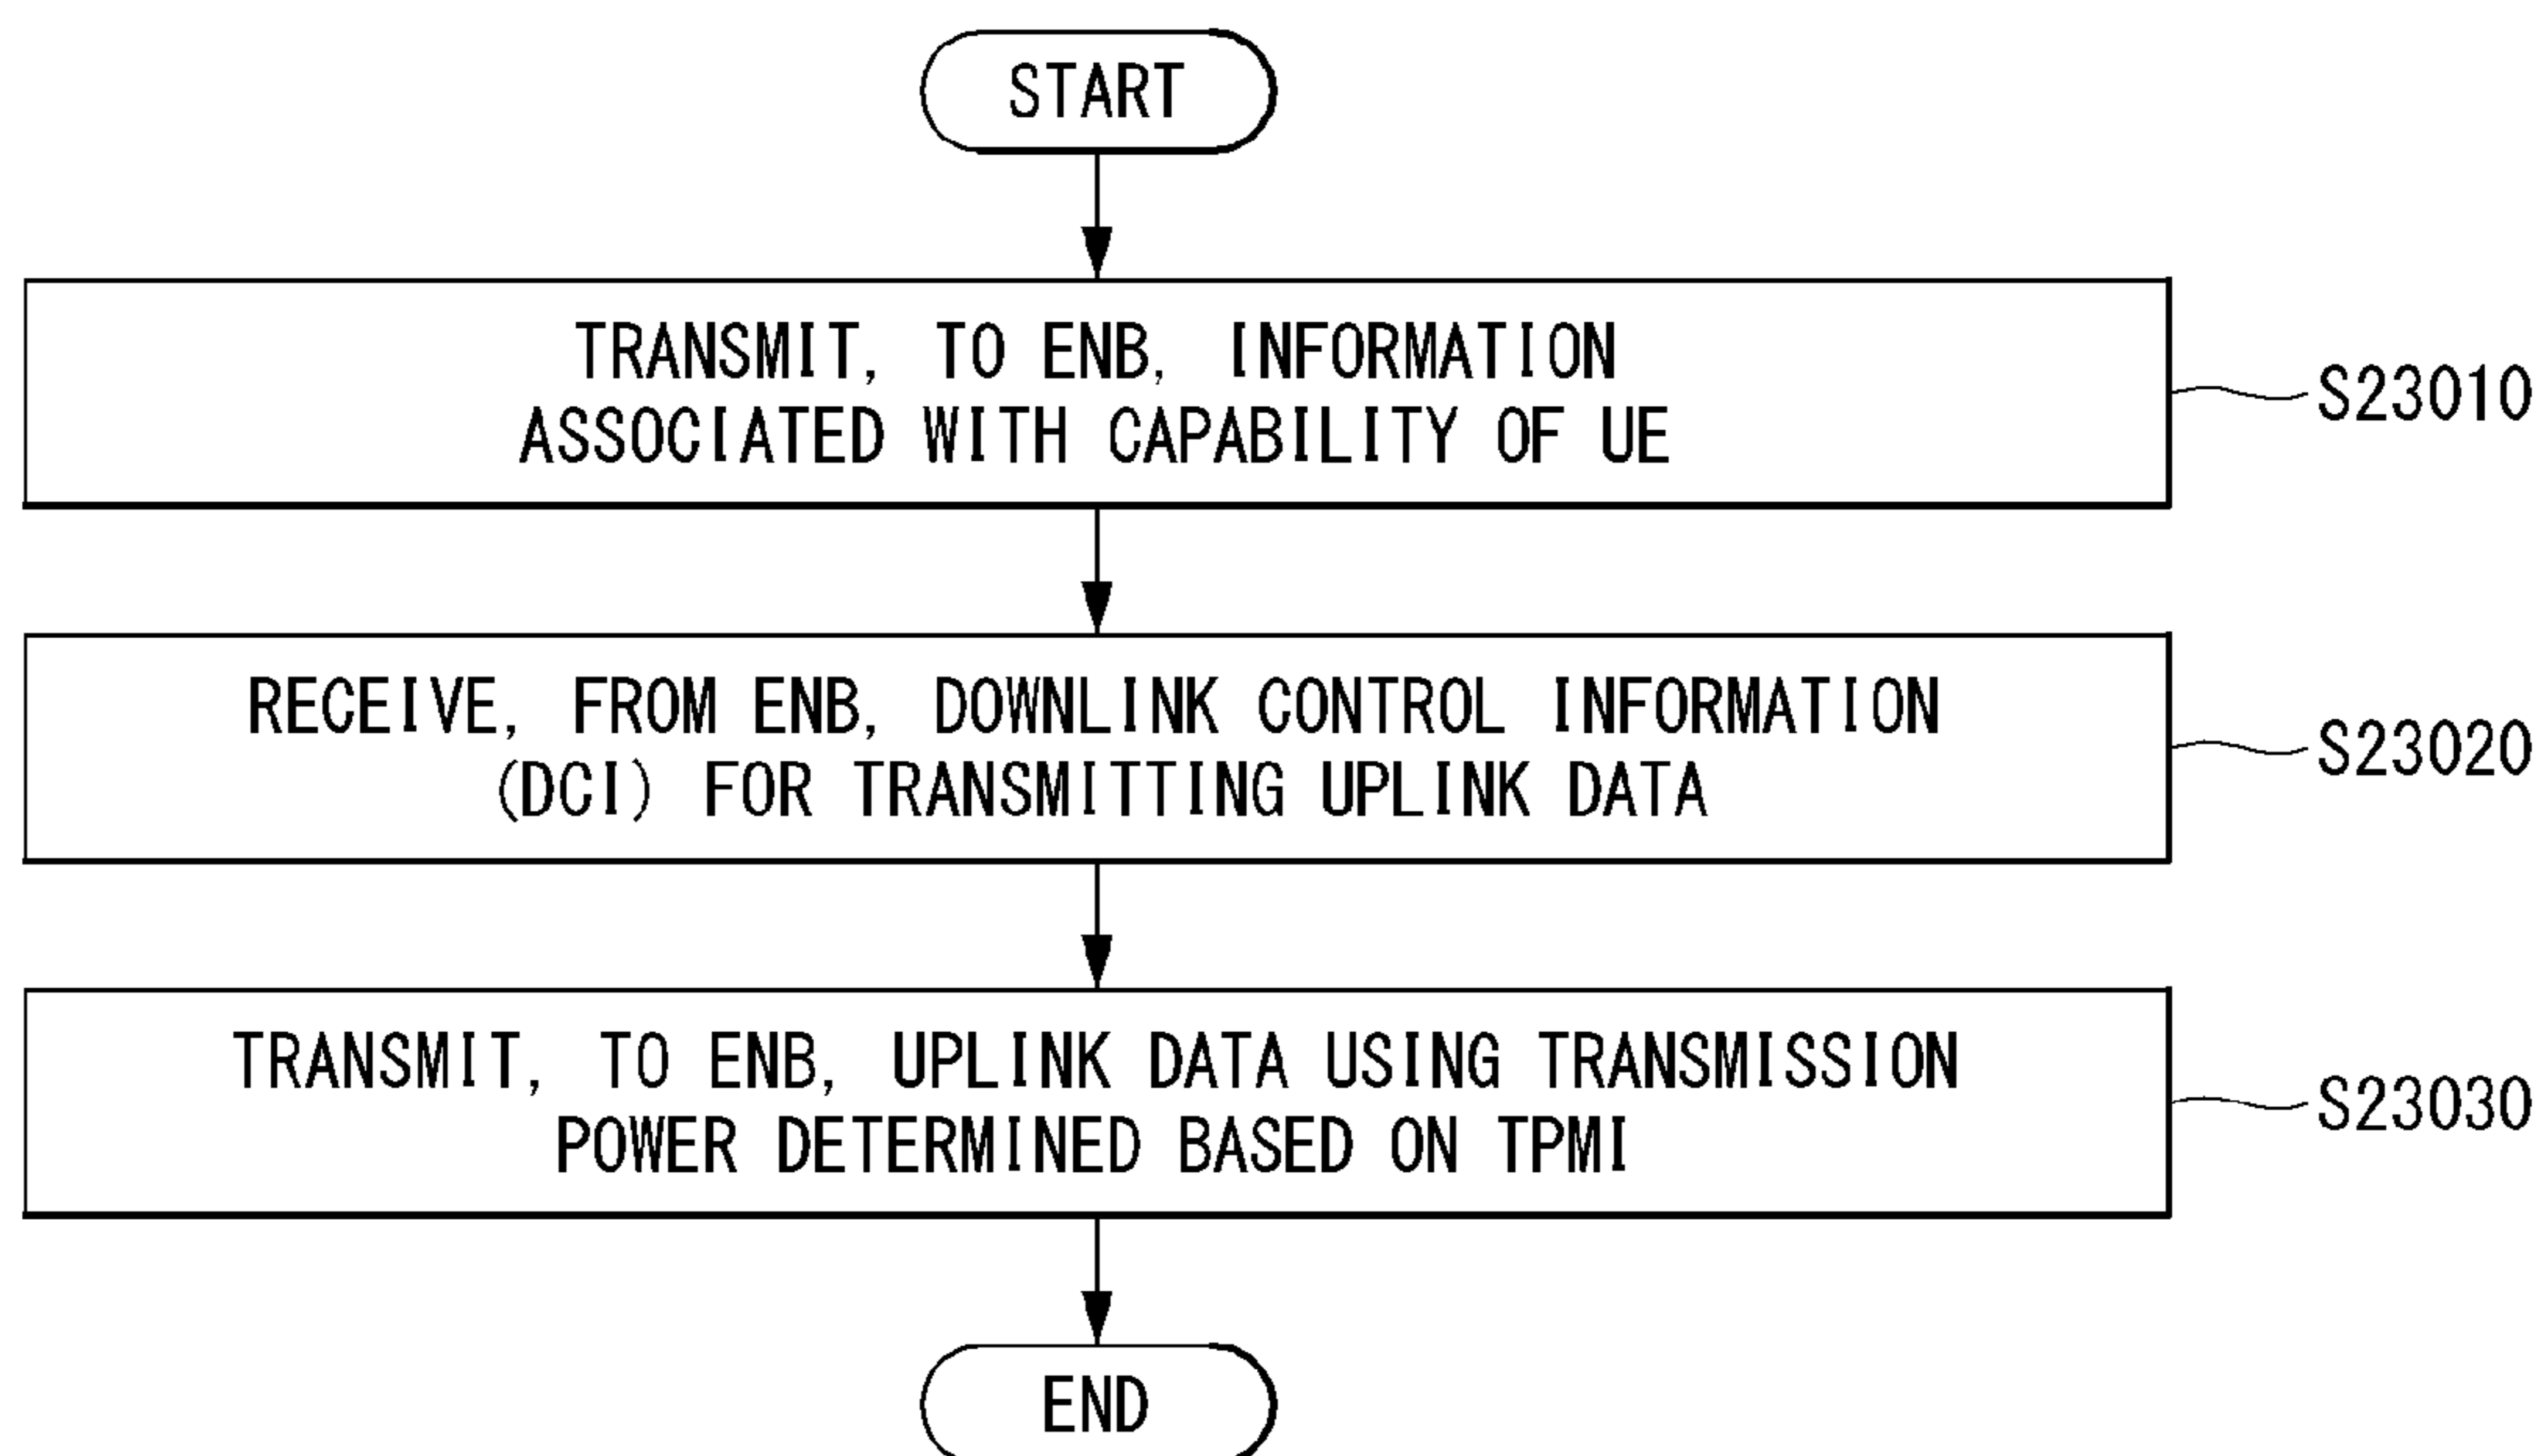 START
TRANSMIT, TO ENB, INFORMATION
ASSOCIATED WITH CAPABILITY OF UE
S23010
RECEIVE, FROM ENB, DOWNLINK CONTROL INFORMATION
(DCI) FOR TRANSMITTING UPLINK DATA
S23020
TRANSMIT, TO ENB, UPLINK DATA USING TRANSMISSION
POWER DETERMINED BASED ON TPMI
S23030
END